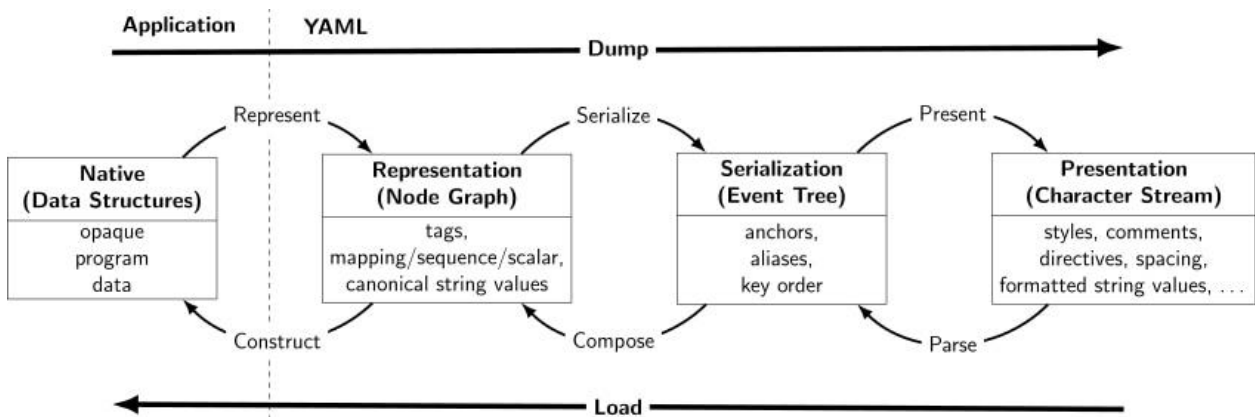 Application YAML
Dump
Represent Serialize Present
Native
(Data Structures)
opaque
program
data
Representation
(Node Graph)
tags,
mapping/sequence/scalar,
canonical string values
Serialization
(Event Tree)
anchors,
aliases,
key order
Presentation
(Character Stream)
styles, comments,
directives, spacing,
formatted string values, ...
Construct Compose Parse
Load